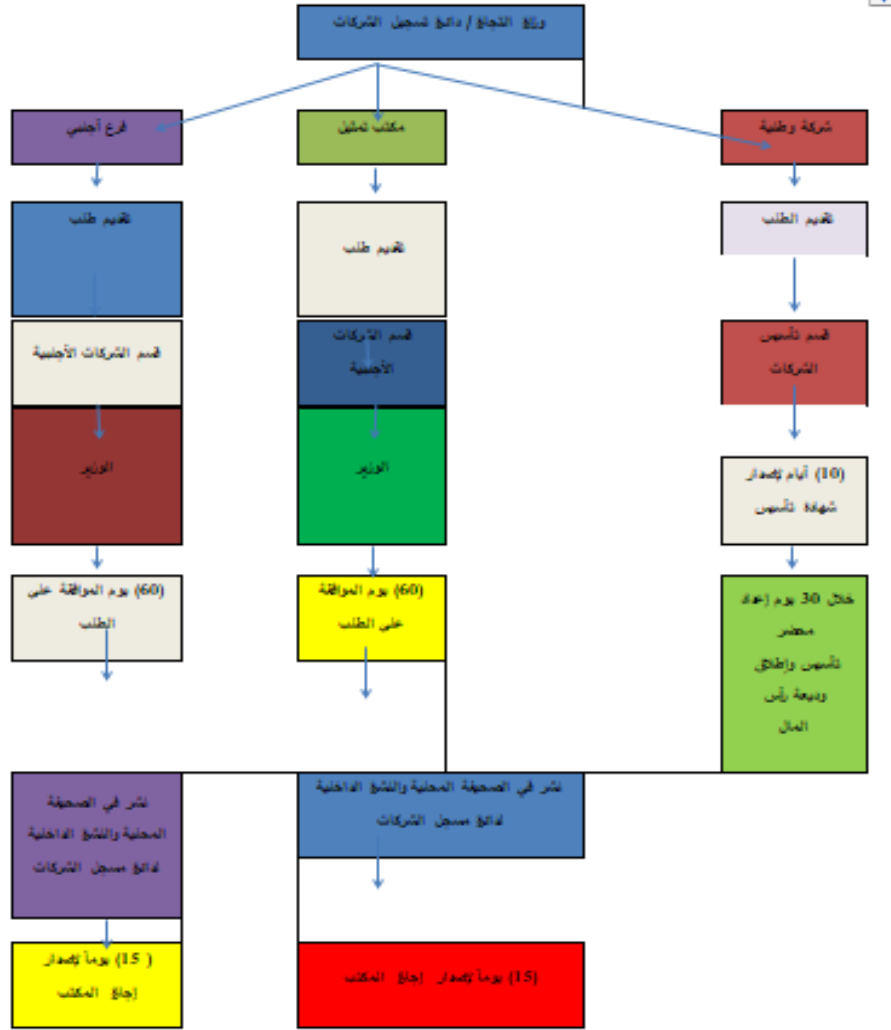 وزارة التجارة / دائرة تسجيل الشركات
شركة وطنية
مكتب تمثيل
فرع أجنبي
تقديم الطلب
تقديم طلب
تقديم طلب
قسم تأسيس
الشركات
قسم الشركات
الأجنبية
قسم الشركات الأجنبية
(10) أيام لإصدار
شهادة تأسيس
الوزير
الوزير
خلال 30 يوم إعداد
محضر
تأسيس وإطلاق
وديعة رأس
المال
(60) يوم الموافقة
على الطلب
(60) يوم الموافقة على
الطلب
نشر في الصحيفة المحلية والنشرة الداخلية
لدائرة مسجل الشركات
نشر في الصحيفة
المحلية والنشرة الداخلية
لدائرة مسجل الشركات
(15) يوماً لإصدار إجازة المكتب
( 15) يوماً لإصدار
إجازة المكتب